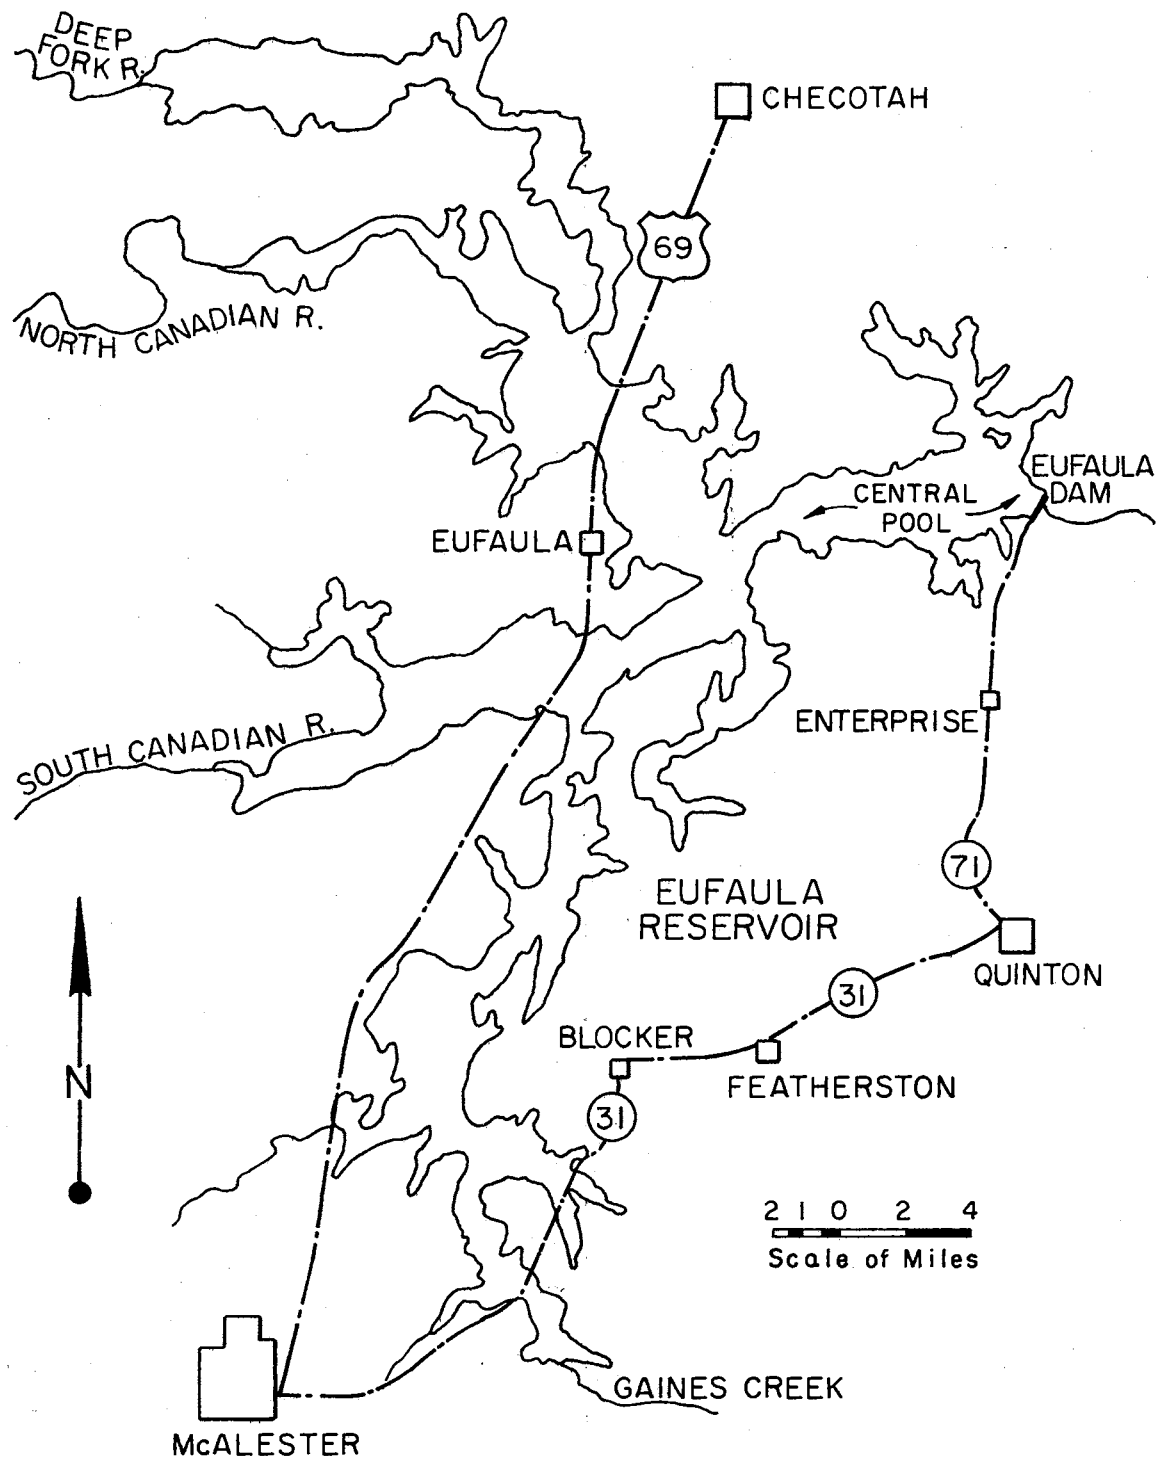 DEEP
FORK R.
CHECOTAH
69
NORTH CANADIAN R.
EUFAULA
DAM
CENTRAL
POOL
EUFAULA
ENTERPRISE
SOUTH CANADIAN R.
71
EUFAULA
RESERVOIR
QUINTON
31
BLOCKER
FEATHERSTON
N
31
2 1 0 2 4
Scale of Miles
GAINES CREEK
McALESTER